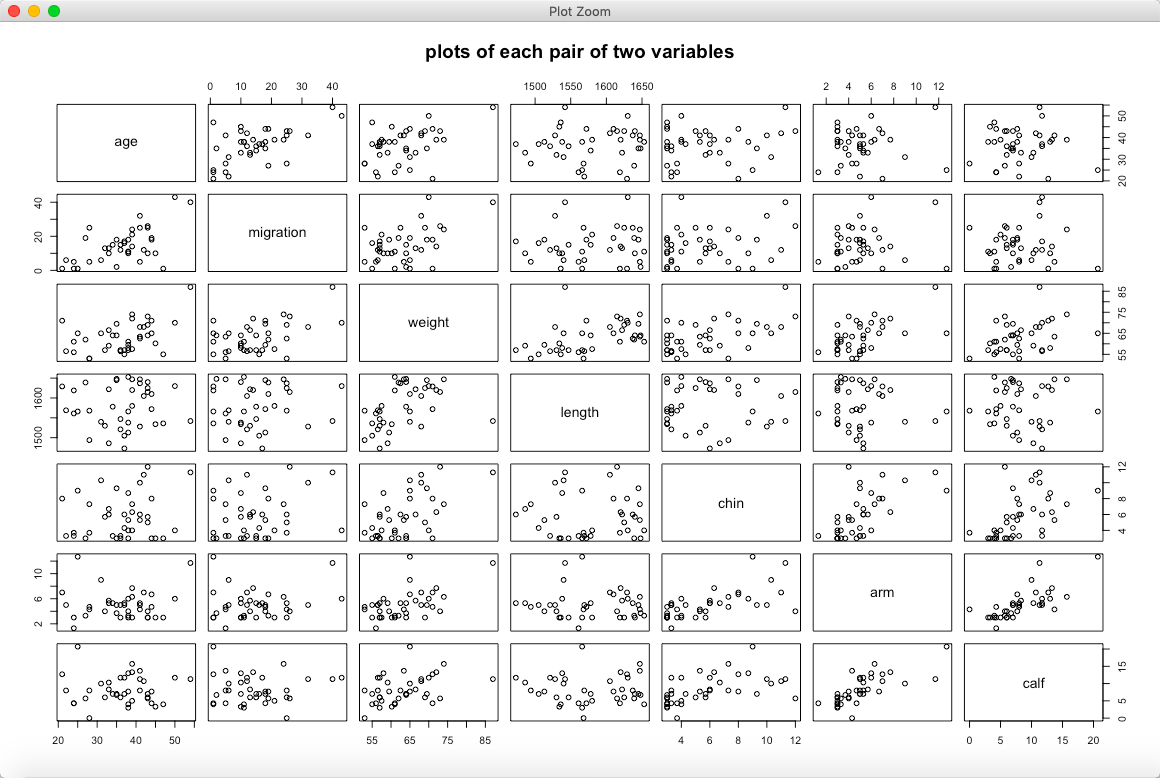 Plot Zoom
plots of each pair of two variables
0 10 20 30 40 1500 1550 1600 1650 2 4 6 8 10 12
age 20 30 40 50
0 20 40 migration
weight 55 65 75 85
1500 1600 length
chin 4 6 8 10 12
2 6 10 arm
calf 0 5 10 15
20 30 40 50 55 65 75 85 4 6 8 10 12 0 5 10 15 20